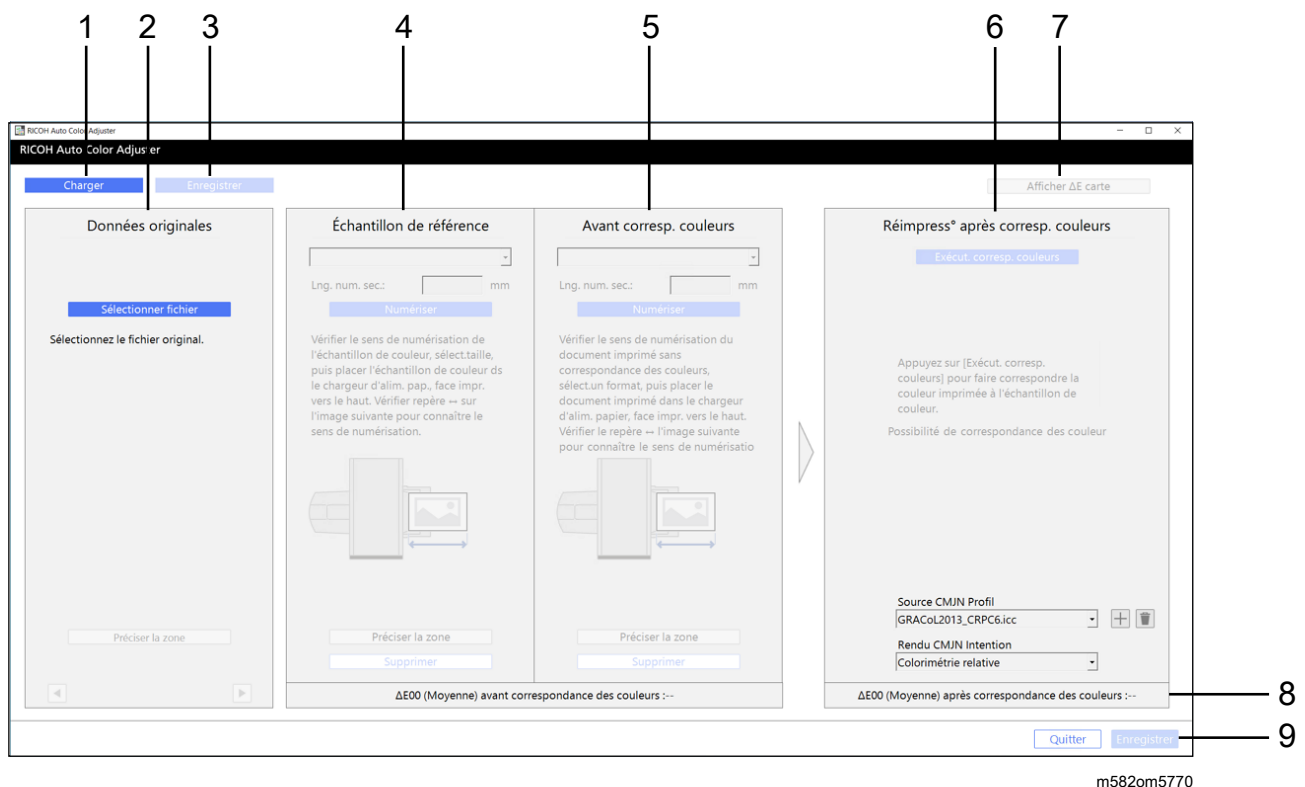 1 2 3 4 5 6 7
RICOH Auto Color Adjuster
RICOH Auto Color Adjuster
Charger
Enregistrer
Afficher ΔE carte
Données originales
Sélectionner fichier
Sélectionnez le fichier original.
Préciser la zone
Échantillon de référence
Lng. num. sec.: mm
Numériser
Vérifier le sens de numérisation de
l'échantillon de couleur, sélect.taille,
puis placer l'échantillon de couleur ds
le chargeur d'alim. pap., face impr.
vers le haut. Vérifier repère ↔ sur
l'image suivante pour connaître le
sens de numérisation.
Préciser la zone
Supprimer
Avant corresp. couleurs
Lng. num. sec.: mm
Numériser
Vérifier le sens de numérisation du
document imprimé sans
correspondance des couleurs,
sélect.un format, puis placer le
document imprimé dans le chargeur
d'alim. papier, face impr. vers le haut.
Vérifier le repère ↔ l'image suivante
pour connaître le sens de numérisatio
Préciser la zone
Supprimer
ΔE00 (Moyenne) avant correspondance des couleurs :--
Réimpress° après corresp. couleurs
Exécut. corresp. couleurs
Appuyez sur [Exécut. corresp.
couleurs] pour faire correspondre la
couleur imprimée à l'échantillon de
couleur.
Possibilité de correspondance des couleur
Source CMJN Profil
GRACoL2013_CRPC6.icc
Rendu CMJN Intention
Colorimétrie relative
ΔE00 (Moyenne) après correspondance des couleurs :--
8
Quitter
Enregistrer
9
m582om5770